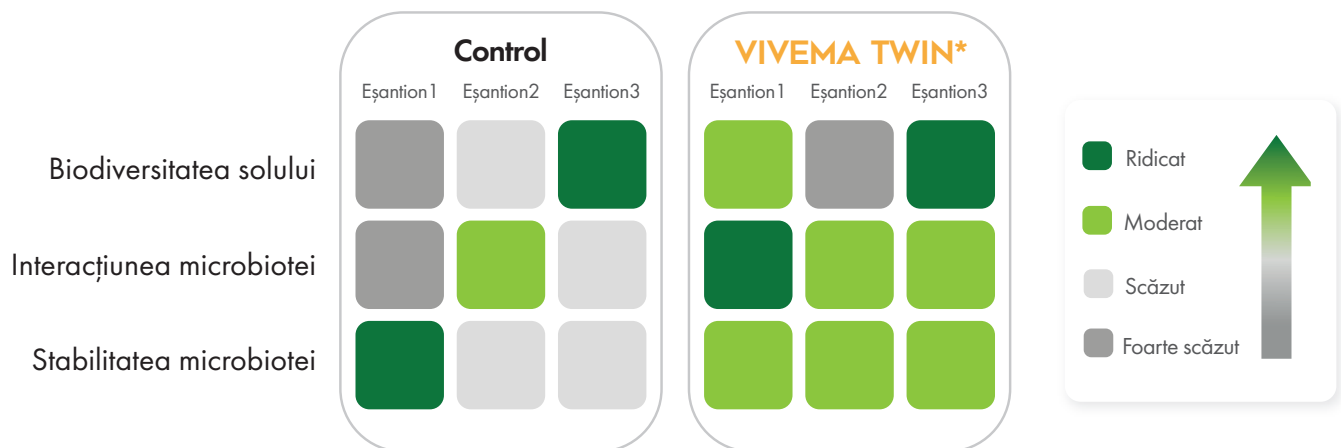 Control
VIVEMA TWIN*
Eșantion1 Eșantion2 Eșantion3
Eșantion1 Eșantion2 Eșantion3
Biodiversitatea solului
Interacțiunea microbiotei
Stabilitatea microbiotei
Ridicat
Moderat
Scăzut
Foarte scăzut